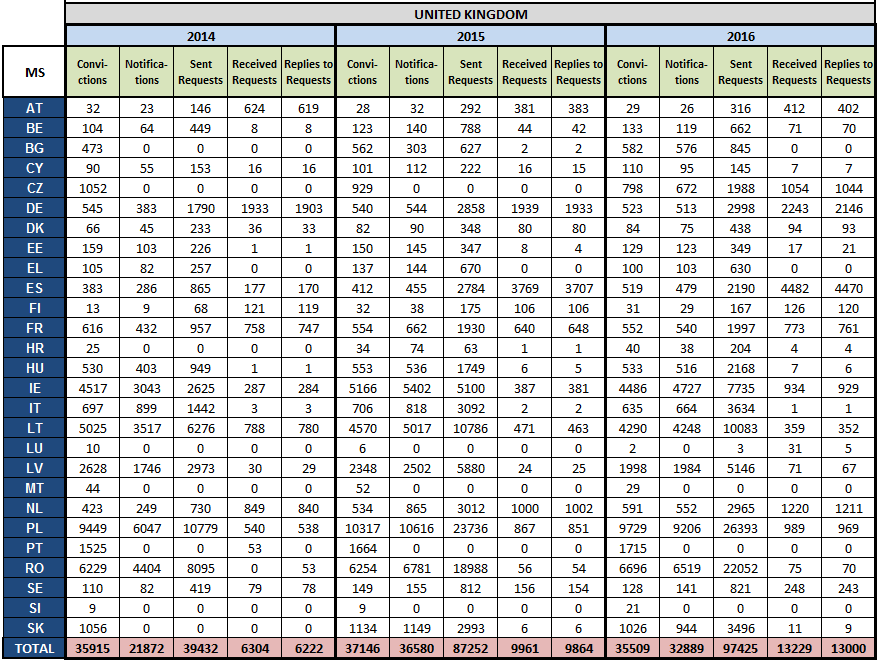 UNITED KINGDOM
2014 2015 2016
MS Convi-ctions Notifica-tions Sent Requests Received Requests Replies to Requests Convi-ctions Notifica-tions Sent Requests Received Requests Replies to Requests Convi-ctions Notifica-tions Sent Requests Received Requests Replies to Requests
AT 32 23 146 624 619 28 32 292 381 383 29 26 316 412 402
BE 104 64 449 8 8 123 140 788 44 42 133 119 662 71 70
BG 473 0 0 0 0 562 303 627 2 2 582 576 845 0 0
CY 90 55 153 16 16 101 112 222 16 15 110 95 145 7 7
CZ 1052 0 0 0 0 929 0 0 0 0 798 672 1988 1054 1044
DE 545 383 1790 1933 1903 540 544 2858 1939 1933 523 513 2998 2243 2146
DK 66 45 233 36 33 82 90 348 80 80 84 75 438 94 93
EE 159 103 226 1 1 150 145 347 8 4 129 123 349 17 21
EL 105 82 257 0 0 137 144 670 0 0 100 103 630 0 0
ES 383 286 865 177 170 412 455 2784 3769 3707 519 479 2190 4482 4470
FI 13 9 68 121 119 32 38 175 106 106 31 29 167 126 120
FR 616 432 957 758 747 554 662 1930 640 648 552 540 1997 773 761
HR 25 0 0 0 0 34 74 63 1 1 40 38 204 4 4
HU 530 403 949 1 1 553 536 1749 6 5 533 516 2168 7 6
IE 4517 3043 2625 287 284 5166 5402 5100 387 381 4486 4727 7735 934 929
IT 697 899 1442 3 3 706 818 3092 2 2 635 664 3634 1 1
LT 5025 3517 6276 788 780 4570 5017 10786 471 463 4290 4248 10083 359 352
LU 10 0 0 0 0 6 0 0 0 0 2 0 3 31 5
LV 2628 1746 2973 30 29 2348 2502 5880 24 25 1998 1984 5146 71 67
MT 44 0 0 0 0 52 0 0 0 0 29 0 0 0 0
NL 423 249 730 849 840 534 865 3012 1000 1002 591 552 2965 1220 1211
PL 9449 6047 10779 540 538 10317 10616 23736 867 851 9729 9206 26393 989 969
PT 1525 0 0 53 0 1664 0 0 0 0 1715 0 0 0 0
RO 6229 4404 8095 0 53 6254 6781 18988 56 54 6696 6519 22052 75 70
SE 110 82 419 79 78 149 155 812 156 154 128 141 821 248 243
SI 9 0 0 0 0 9 0 0 0 0 21 0 0 0 0
SK 1056 0 0 0 0 1134 1149 2993 6 6 1026 944 3496 11 9
TOTAL 35915 21872 39432 6304 6222 37146 36580 87252 9961 9864 35509 32889 97425 13229 13000